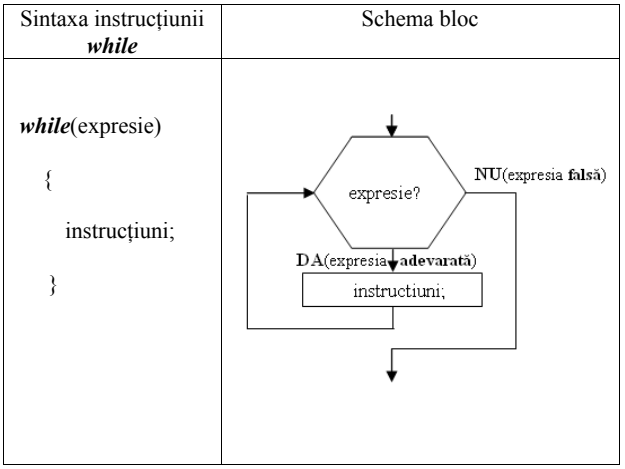 Sintaxa instrucțiunii
while
Schema bloc
while(expresie)
{
instrucțiuni;
}
expresie?
NU(expresia falsă)
DA(expresia adevarată)
instructiuni;